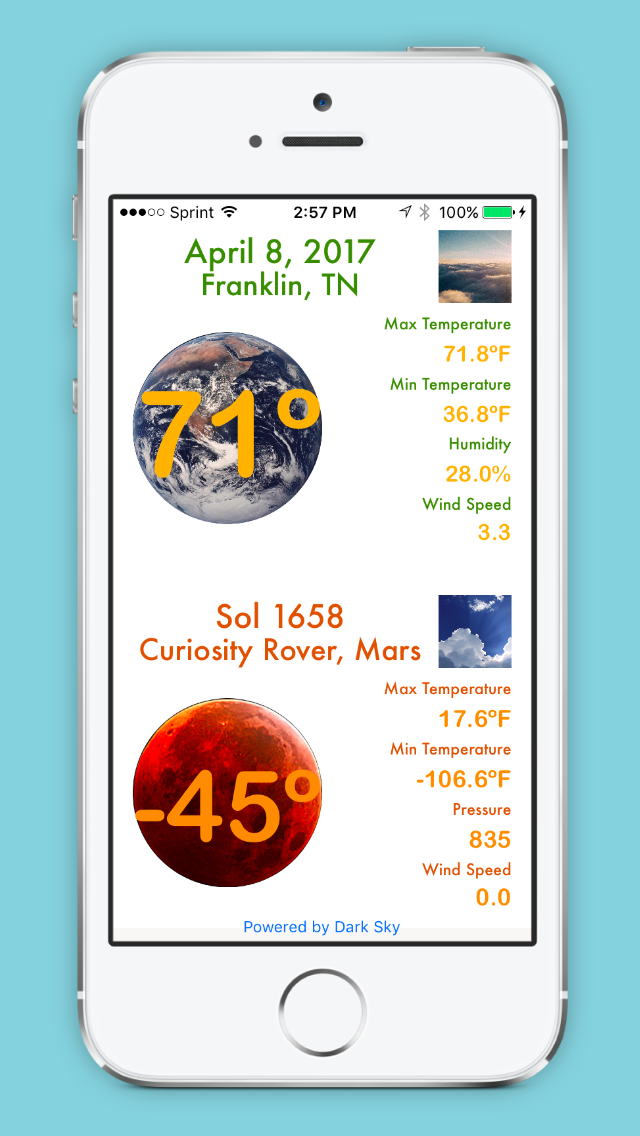 Sprint 2:57 PM 100%
April 8, 2017
Franklin, TN
71º
Max Temperature
71.8ºF
Min Temperature
36.8ºF
Humidity
28.0%
Wind Speed
3.3
Sol 1658
Curiosity Rover, Mars
-45º
Max Temperature
17.6ºF
Min Temperature
-106.6ºF
Pressure
835
Wind Speed
0.0
Powered by Dark Sky